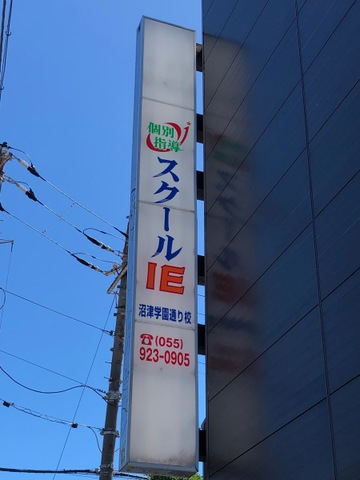 個別
指導
スクール
IE
沼津学園通り校
☎(055)
923-0905